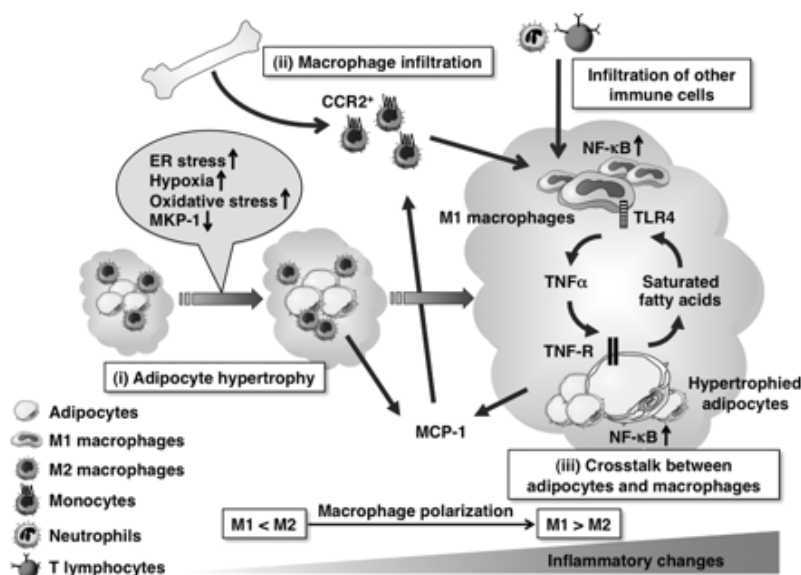 (ii) Macrophage infiltration
CCR2+
Infiltration of other
immune cells
ER stress↑
Hypoxia↑
Oxidative stress↑
MKP-1↓
NF-κB↑
M1 macrophages
TLR4
TNFα
Saturated
fatty acids
TNF-R
(i) Adipocyte hypertrophy
MCP-1
Hypertrophied
adipocytes
NF-κB↑
(iii) Crosstalk between
adipocytes and macrophages
Adipocytes
M1 macrophages
M2 macrophages
Monocytes
Neutrophils
T lymphocytes
M1 < M2
Macrophage polarization
M1 > M2
Inflammatory changes